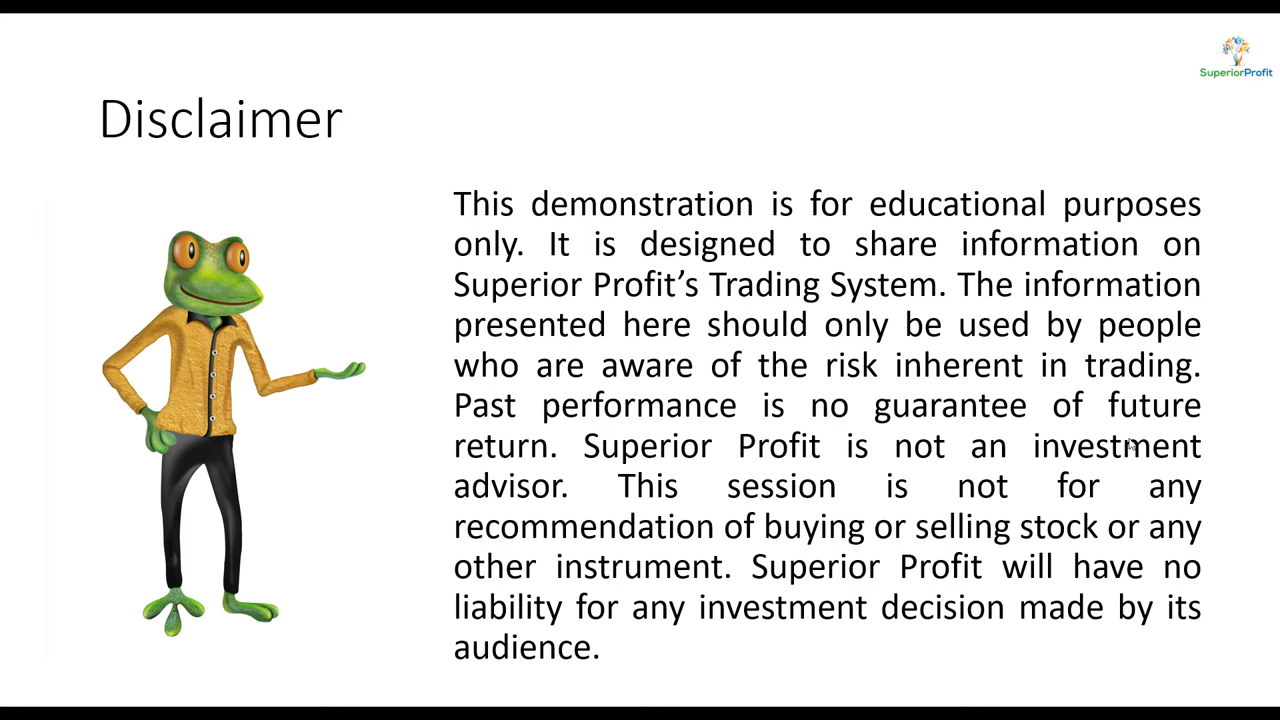 SuperiorProfit
Disclaimer
This demonstration is for educational purposes
only. It is designed to share information on
Superior Profit’s Trading System. The information
presented here should only be used by people
who are aware of the risk inherent in trading.
Past performance is no guarantee of future
return. Superior Profit is not an investment
advisor. This session is not for any
recommendation of buying or selling stock or any
other instrument. Superior Profit will have no
liability for any investment decision made by its
audience.